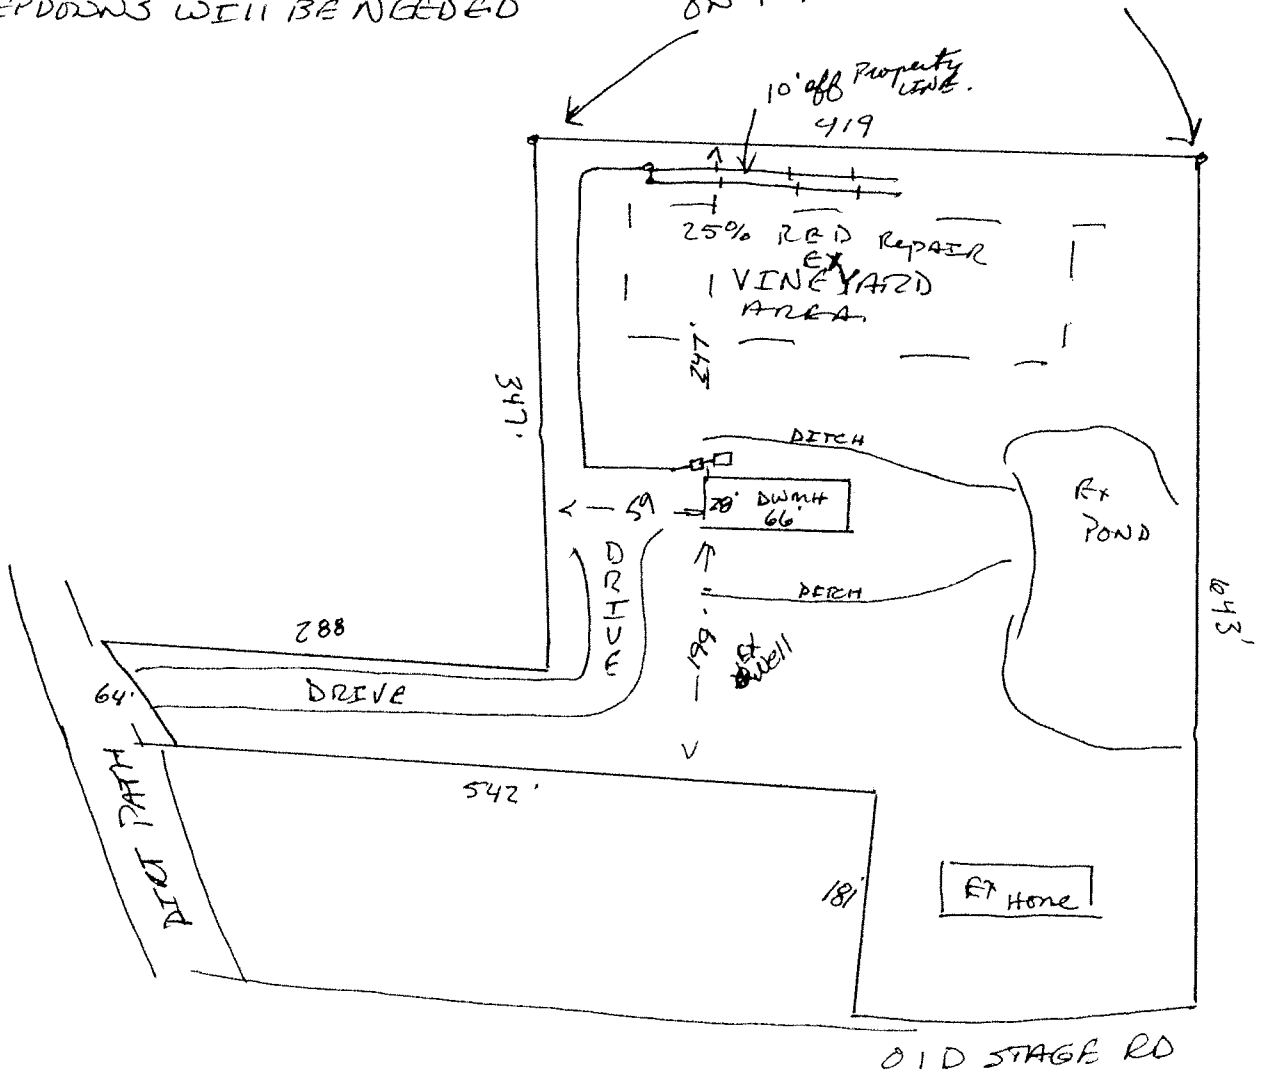 EPDOWNS WIll BE NEEDED
ON
10' off Property
LINE.
419
25% RED RepAIR
EX
VINEYARD
AREA.
247'
347'
DITCH
59
28' DWMH
66'
Ex
POND
DRIVE
DITCH
643'
199'
EX
Well
288
64'
DRIVE
542'
DIRT PATH
181'
EX Home
OlD STAGE RD